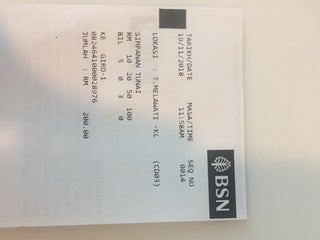 BSN
TARIKH/DATE MASA/TIME SEQ NO
19/11/2018 11:58AM 0014
LOKASI : T.MELAWATI -KL (CD03)
SIMPANAN TUNAI
RM 10 20 50 100
BIL 5 0 3 0
KE GIRO-1
0824641000028976
JUMLAH : RM 200.00